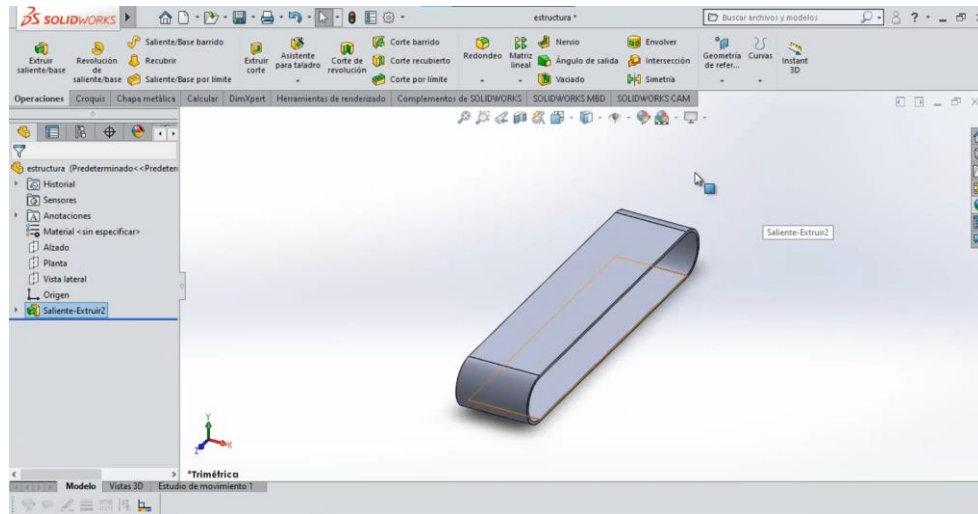 SOLIDWORKS
estructura *
Buscar archivos y modelos
Extruir saliente/base
Revolución de saliente/base
Saliente/Base barrido
Recubrir
Saliente/Base por límite
Extruir corte
Asistente para taladro
Corte de revolución
Corte barrido
Corte recubierto
Corte por límite
Redondeo
Matriz lineal
Nervio
Ángulo de salida
Vaciado
Envolver
Intersección
Simetría
Geometría de refer...
Curvas
Instant 3D
Operaciones Croquis Chapa metálica Calcular DimXpert Herramientas de renderizado Complementos de SOLIDWORKS SOLIDWORKS MBD SOLIDWORKS CAM
estructura (Predeterminado<<Predeten
Historial
Sensores
Anotaciones
Material <sin especificar>
Alzado
Planta
Vista lateral
Origen
Saliente-Extruir2
Saliente-Extruir2
Y
X
Z
*Trimétrica
Modelo Vistas 3D Estudio de movimiento 1